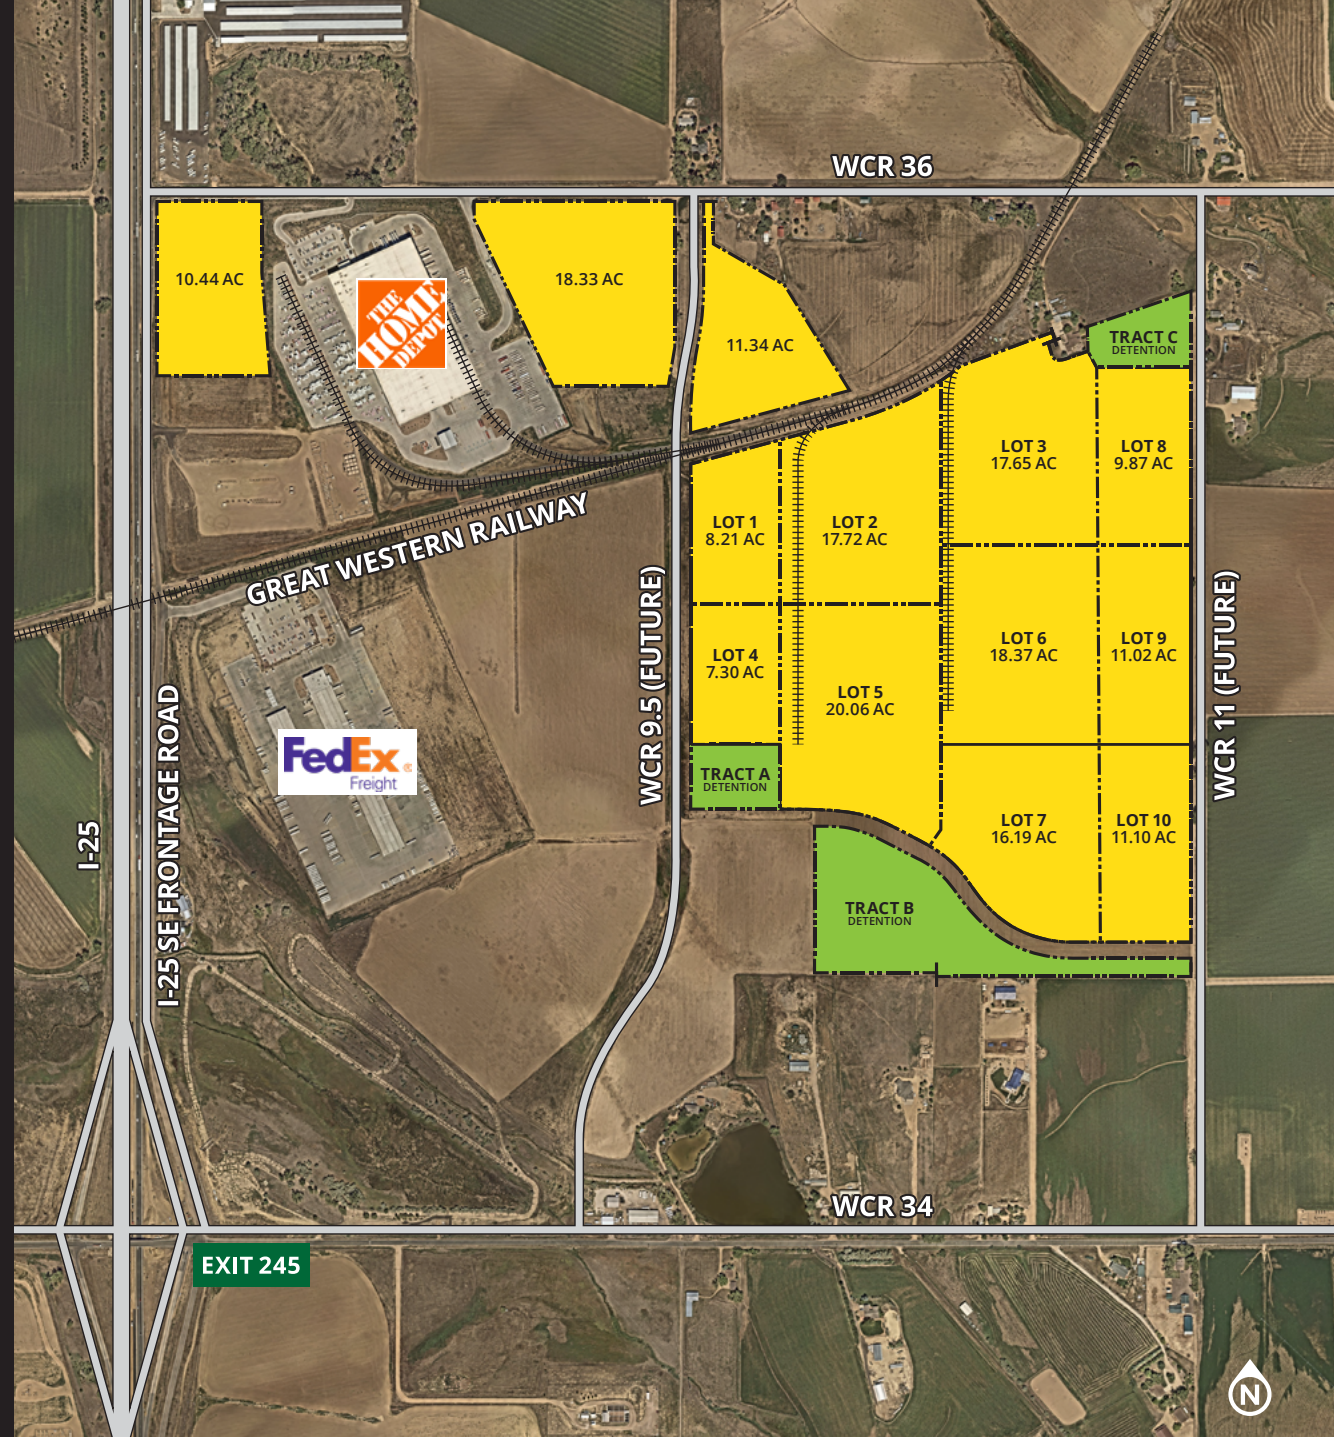 WCR 36
10.44 AC
THE
HOME
DEPOT
18.33 AC
11.34 AC
TRACT C
DETENTION
LOT 3
17.65 AC
LOT 8
9.87 AC
LOT 1
8.21 AC
LOT 2
17.72 AC
GREAT WESTERN RAILWAY
WCR 9.5 (FUTURE)
WCR 11 (FUTURE)
LOT 4
7.30 AC
LOT 5
20.06 AC
LOT 6
18.37 AC
LOT 9
11.02 AC
I-25
I-25 SE FRONTAGE ROAD
FedEx®
Freight
TRACT A
DETENTION
LOT 7
16.19 AC
LOT 10
11.10 AC
TRACT B
DETENTION
WCR 34
EXIT 245
N